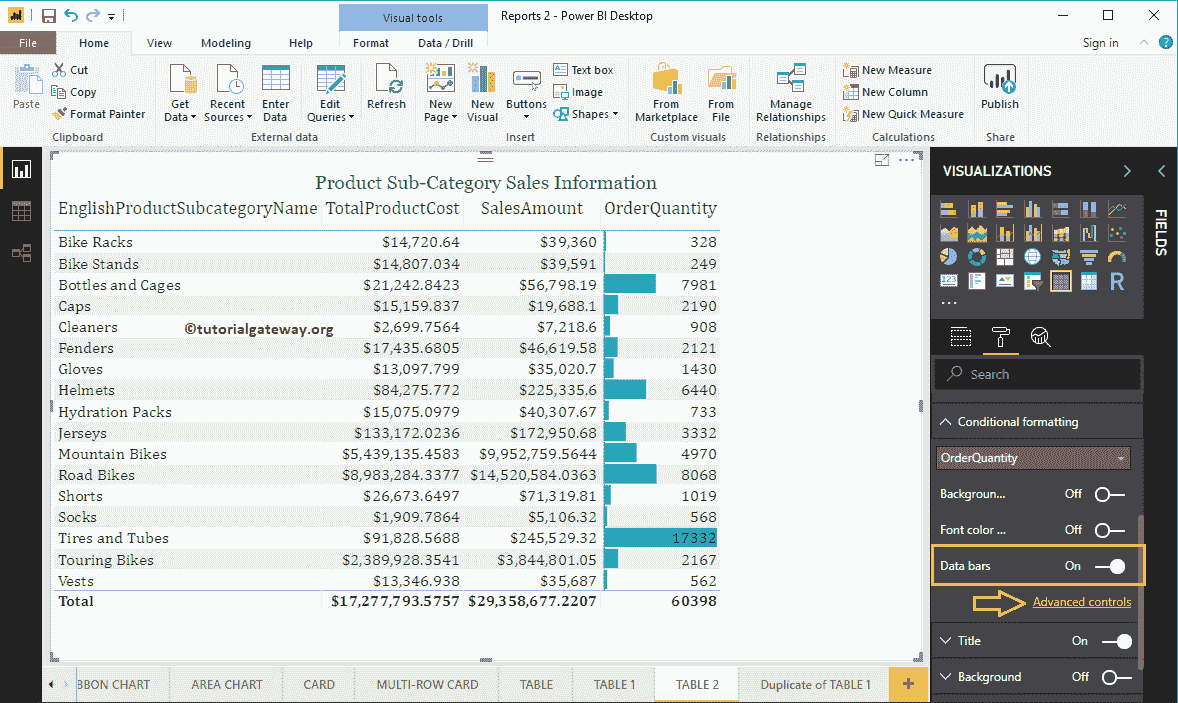 Visual tools
Reports 2 - Power BI Desktop
File Home View Modeling Help Format Data / Drill Sign in
Paste
Cut
Copy
Format Painter
Clipboard
Get Data
Recent Sources
Enter Data
Edit Queries
External data
Refresh
New Page
New Visual
Buttons
Text box
Image
Shapes
Insert
From Marketplace
From File
Custom visuals
Manage Relationships
Relationships
New Measure
New Column
New Quick Measure
Calculations
Publish
Share
Product Sub-Category Sales Information
EnglishProductSubcategoryName TotalProductCost SalesAmount OrderQuantity
Bike Racks $14,720.64 $39,360 328
Bike Stands $14,807.034 $39,591 249
Bottles and Cages $21,242.8423 $56,798.19 7981
Caps $15,159.837 $19,688.1 2190
Cleaners $2,699.7564 $7,218.6 908
©tutorialgateway.org
Fenders $17,435.6805 $46,619.58 2121
Gloves $13,097.799 $35,020.7 1430
Helmets $84,275.772 $225,335.6 6440
Hydration Packs $15,075.0979 $40,307.67 733
Jerseys $133,172.0236 $172,950.68 3332
Mountain Bikes $5,439,135.4583 $9,952,759.5644 4970
Road Bikes $8,983,284.3377 $14,520,584.0363 8068
Shorts $26,673.6497 $71,319.81 1019
Socks $1,909.7864 $5,106.32 568
Tires and Tubes $91,828.5688 $245,529.32 17332
Touring Bikes $2,389,928.3541 $3,844,801.05 2167
Vests $13,346.938 $35,687 562
Total $17,277,793.5757 $29,358,677.2207 60398
VISUALIZATIONS
FIELDS
123
R
...
Search
Conditional formatting
OrderQuantity
Backgroun... Off
Font color ... Off
Data bars On
Advanced controls
Title On
Background Off
BBON CHART AREA CHART CARD MULTI-ROW CARD TABLE TABLE 1 TABLE 2 Duplicate of TABLE 1 +